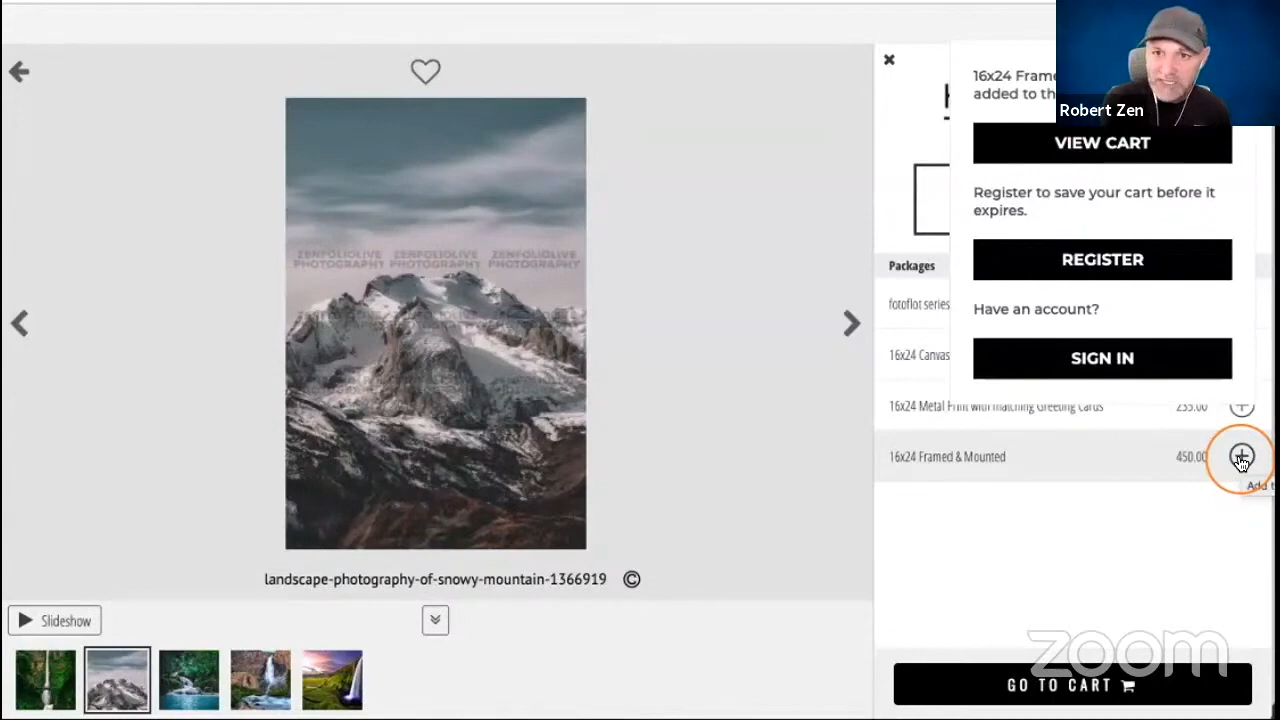 Robert Zen
16x24 Frame
added to th
VIEW CART
Register to save your cart before it
expires.
REGISTER
Have an account?
SIGN IN
Packages
fotoflot series
16x24 Canvas
16x24 Metal Print with matching Greeting Cards 235.00
16x24 Framed & Mounted 450.00
Add t
ZENFOLIOLIVE ZENFOLIOLIVE ZENFOLIOLIVE
PHOTOGRAPHY PHOTOGRAPHY PHOTOGRAPHY
landscape-photography-of-snowy-mountain-1366919 ©
Slideshow
zoom
GO TO CART